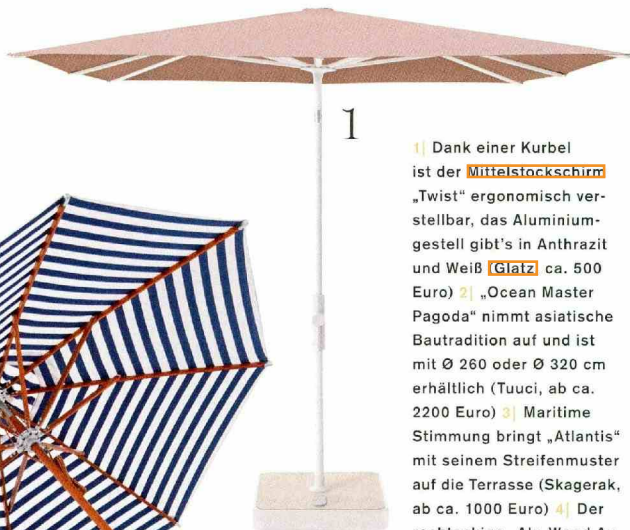 1
1| Dank einer Kurbel
ist der Mittelstockschirm
„Twist“ ergonomisch ver-
stellbar, das Aluminium-
gestell gibt's in Anthrazit
und Weiß (Glatz, ca. 500
Euro) 2| „Ocean Master
Pagoda“ nimmt asiatische
Bautradition auf und ist
mit Ø 260 oder Ø 320 cm
erhältlich (Tuuci, ab ca.
2200 Euro) 3| Maritime
Stimmung bringt „Atlantis“
mit seinem Streifenmuster
auf die Terrasse (Skagerak,
ab ca. 1000 Euro) 4| Der